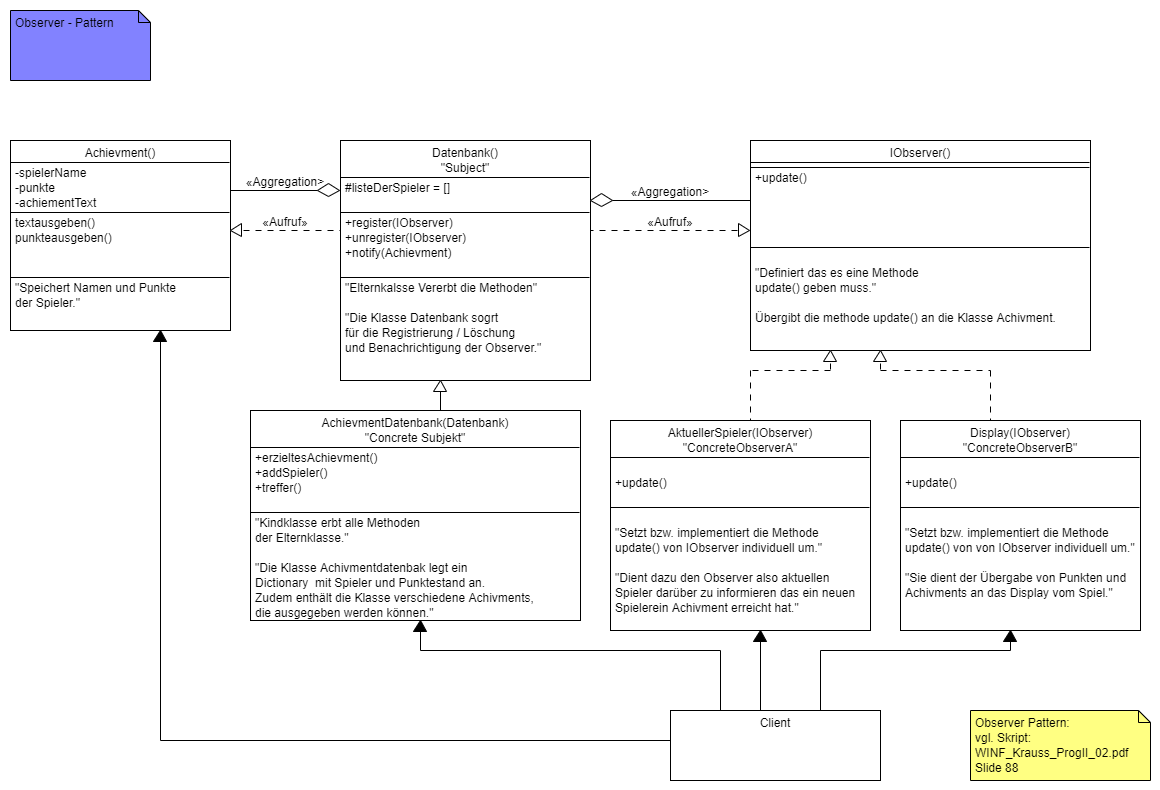 Observer - Pattern
Achievment()
-spielerName
-punkte
-achiementText
textausgeben()
punkteausgeben()
"Speichert Namen und Punkte
der Spieler."
«Aggregation»
«Aufruf»
Datenbank()
"Subject"
#listeDerSpieler = []
+register(IObserver)
+unregister(IObserver)
+notify(Achievment)
"Elternkalsse Vererbt die Methoden"
"Die Klasse Datenbank sogrt
für die Registrierung / Löschung
und Benachrichtigung der Observer."
«Aggregation»
«Aufruf»
IObserver()
+update()
"Definiert das es eine Methode
update() geben muss."
Übergibt die methode update() an die Klasse Achivment.
AchievmentDatenbank(Datenbank)
"Concrete Subjekt"
+erzieltesAchievment()
+addSpieler()
+treffer()
"Kindklasse erbt alle Methoden
der Elternklasse."
"Die Klasse Achivmentdatenbak legt ein
Dictionary  mit Spieler und Punktestand an.
Zudem enthält die Klasse verschiedene Achivments,
die ausgegeben werden können."
AktuellerSpieler(IObserver)
"ConcreteObserverA"
+update()
"Setzt bzw. implementiert die Methode
update() von IObserver individuell um."
"Dient dazu den Observer also aktuellen
Spieler darüber zu informieren das ein neuen
Spielerein Achivment erreicht hat."
Display(IObserver)
"ConcreteObserverB"
+update()
"Setzt bzw. implementiert die Methode
update() von von IObserver individuell um."
"Sie dient der Übergabe von Punkten und
Achivments an das Display vom Spiel."
Client
Observer Pattern:
vgl. Skript:
WINF_Krauss_ProgII_02.pdf
Slide 88